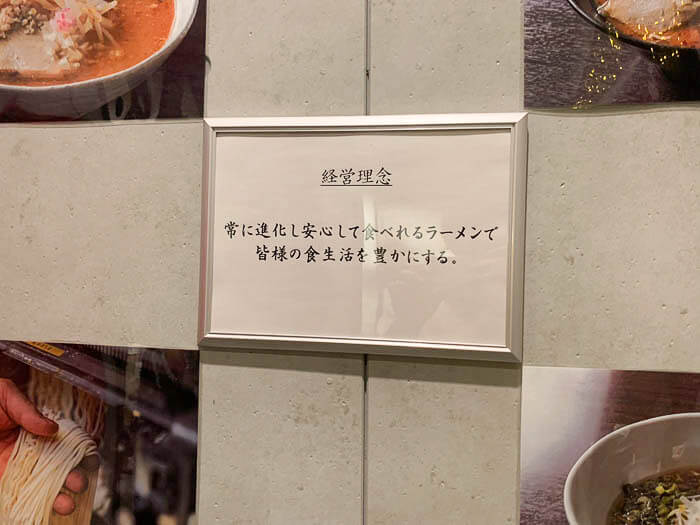 経営理念
常に進化し安心して食べれるラーメンで
皆様の食生活を豊かにする。